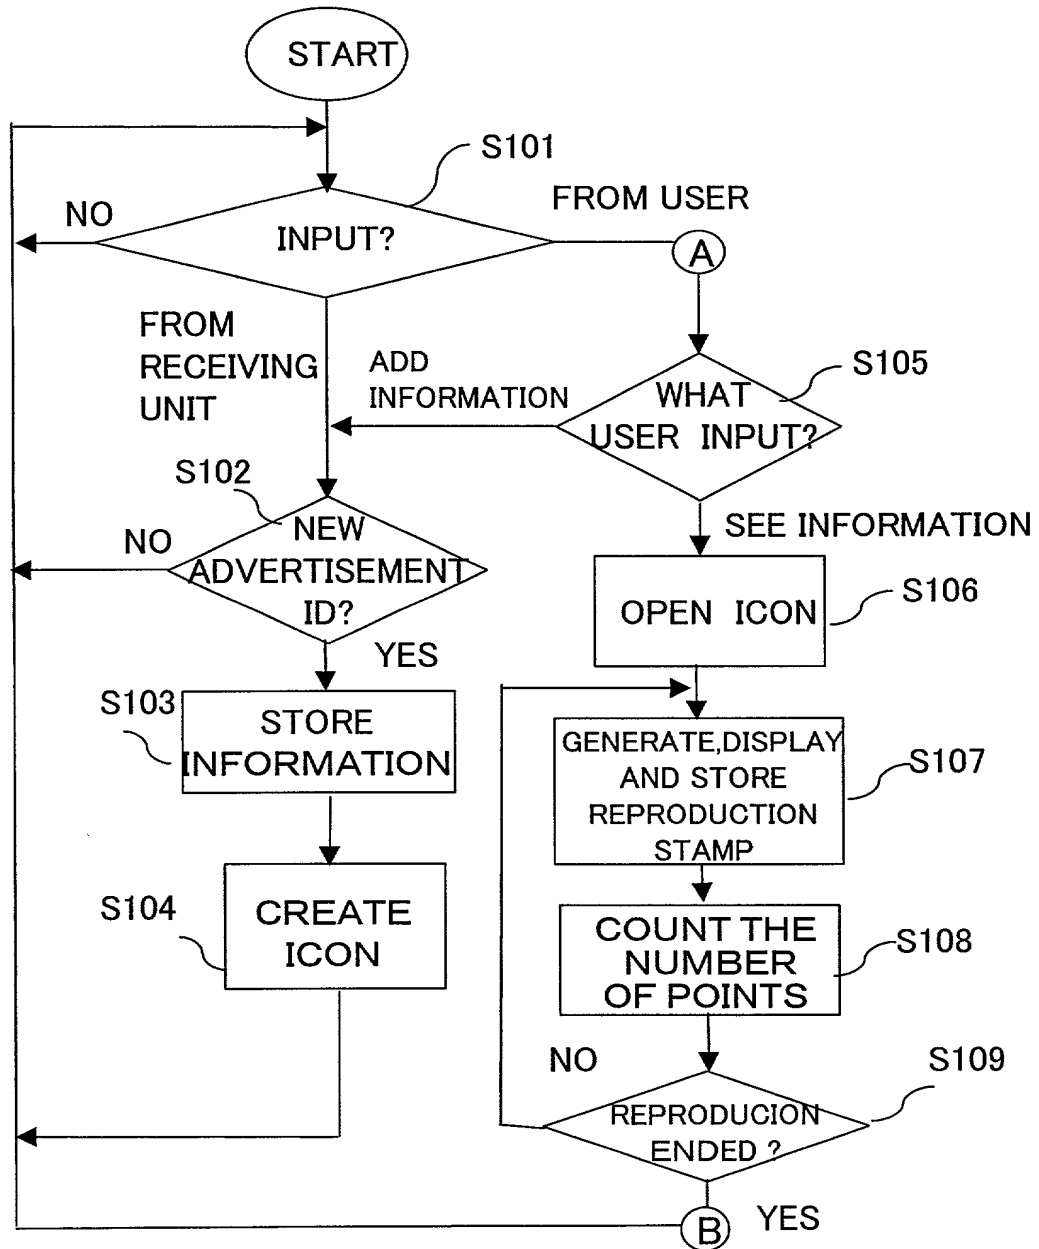 START
S101
FROM USER
NO
INPUT?
A
FROM
RECEIVING
UNIT
ADD
INFORMATION
S105
WHAT
USER INPUT?
S102
NEW
ADVERTISEMENT
ID?
NO
YES
SEE INFORMATION
S106
OPEN ICON
S103
STORE
INFORMATION
GENERATE,DISPLAY
AND STORE
REPRODUCTION
STAMP
S107
S104
CREATE
ICON
COUNT THE
NUMBER
OF POINTS
S108
NO
S109
REPRODUCION
ENDED ?
B
YES